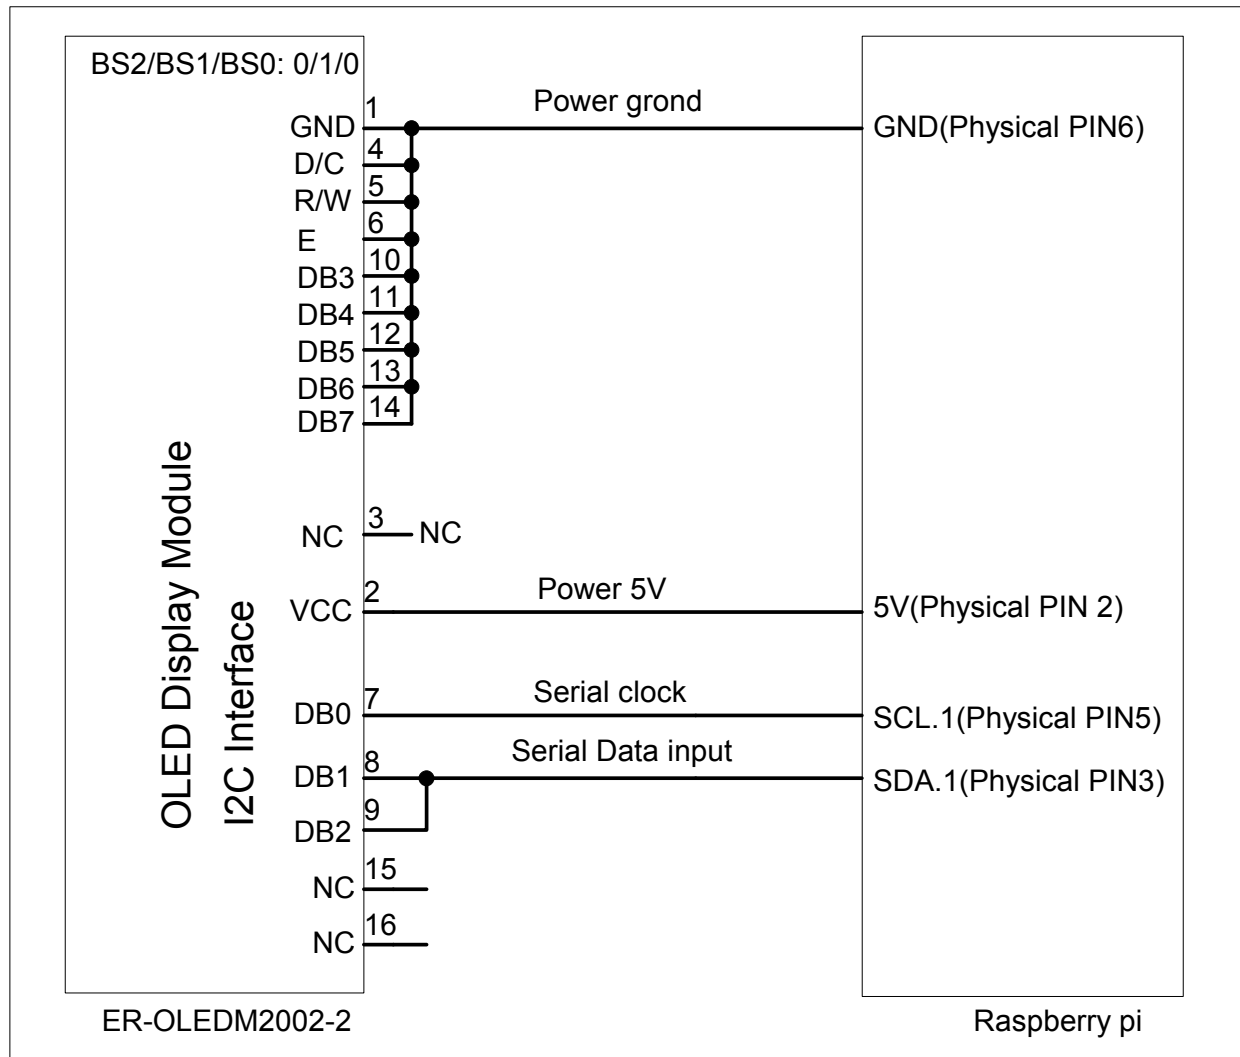 BS2/BS1/BS0: 0/1/0
1
GND
Power grond
GND(Physical PIN6)
4
D/C
5
R/W
6
E
10
DB3
11
DB4
12
DB5
13
DB6
14
DB7
3
NC
NC
2
VCC
Power 5V
5V(Physical PIN 2)
7
DB0
Serial clock
SCL.1(Physical PIN5)
8
DB1
Serial Data input
SDA.1(Physical PIN3)
9
DB2
15
NC
16
NC
OLED Display Module
I2C Interface
ER-OLEDM2002-2
Raspberry pi